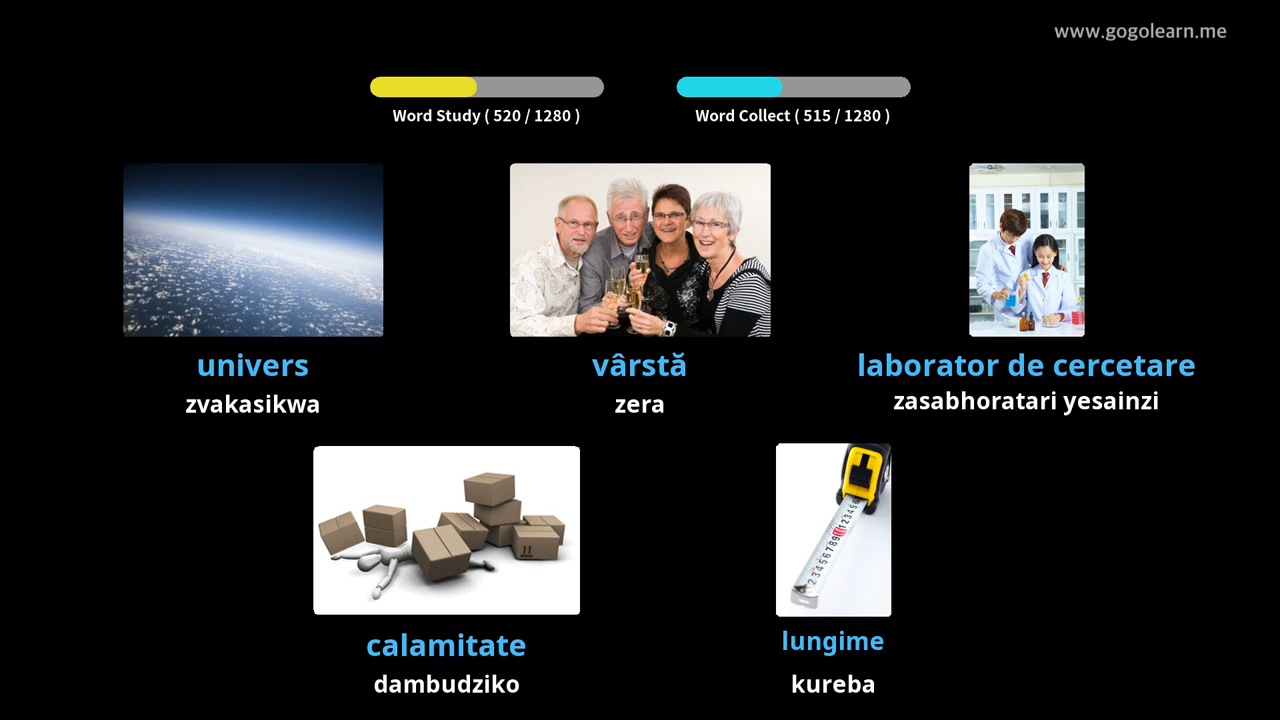 www.gogolearn.me
Word Study ( 520 / 1280 )
Word Collect ( 515 / 1280 )
univers
zvakasikwa
vârstă
zera
laborator de cercetare
zasabhoratari yesainzi
calamitate
dambudziko
lungime
kureba